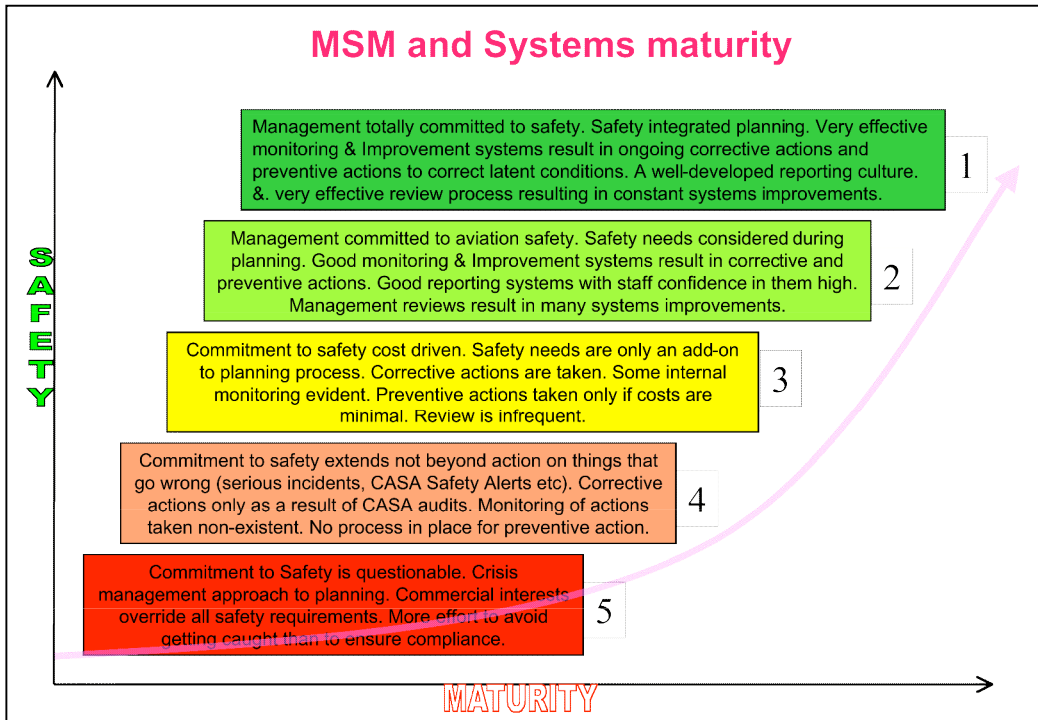 MSM and Systems maturity
Management totally committed to safety. Safety integrated planning. Very effective
monitoring & Improvement systems result in ongoing corrective actions and
preventive actions to correct latent conditions. A well-developed reporting culture.
&. very effective review process resulting in constant systems improvements.
1
Management committed to aviation safety. Safety needs considered during
planning. Good monitoring & Improvement systems result in corrective and
preventive actions. Good reporting systems with staff confidence in them high.
Management reviews result in many systems improvements.
2
SAFETY
Commitment to safety cost driven. Safety needs are only an add-on
to planning process. Corrective actions are taken. Some internal
monitoring evident. Preventive actions taken only if costs are
minimal. Review is infrequent.
3
Commitment to safety extends not beyond action on things that
go wrong (serious incidents, CASA Safety Alerts etc). Corrective
actions only as a result of CASA audits. Monitoring of actions
taken non-existent. No process in place for preventive action.
4
Commitment to Safety is questionable. Crisis
management approach to planning. Commercial interests
override all safety requirements. More effort to avoid
getting caught than to ensure compliance.
5
MATURITY